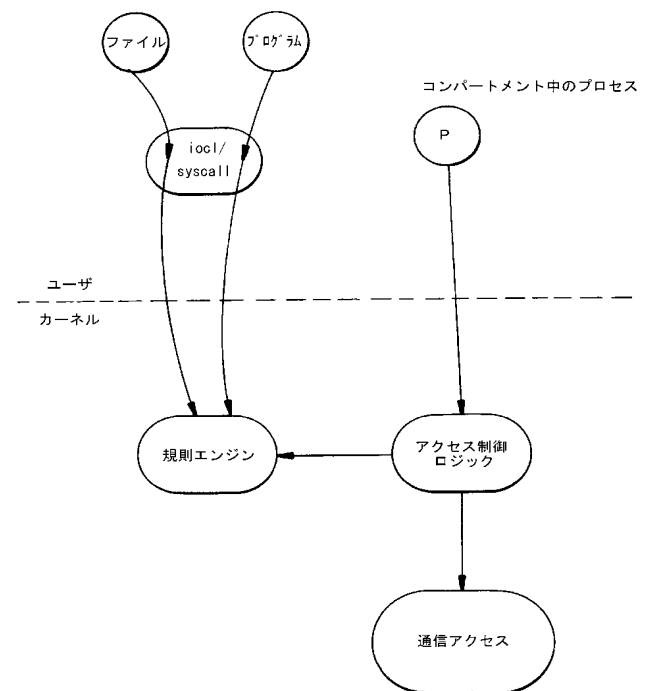 ファイル
プログラム
コンパートメント中のプロセス
P
iocl/
syscall
ユーザ
カーネル
規則エンジン
アクセス制御
ロジック
通信アクセス